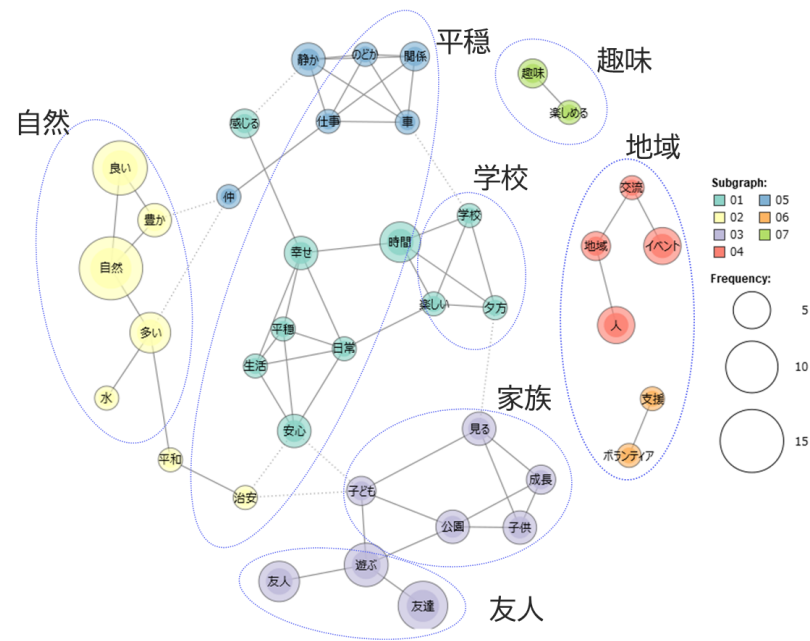 平穏
趣味
静か
のどか
関係
趣味
楽しめる
自然
感じる
仕事
車
地域
良い
学校
交流
仲
豊か
学校
時間
地域
イベント
自然
幸せ
楽しい
夕方
多い
平穏
日常
人
生活
水
家族
支援
安心
見る
平和
ボランティア
治安
子ども
成長
公園
子供
遊ぶ
友人
友達
友人
Subgraph:
01 05
02 06
03 07
04
Frequency:
5
10
15